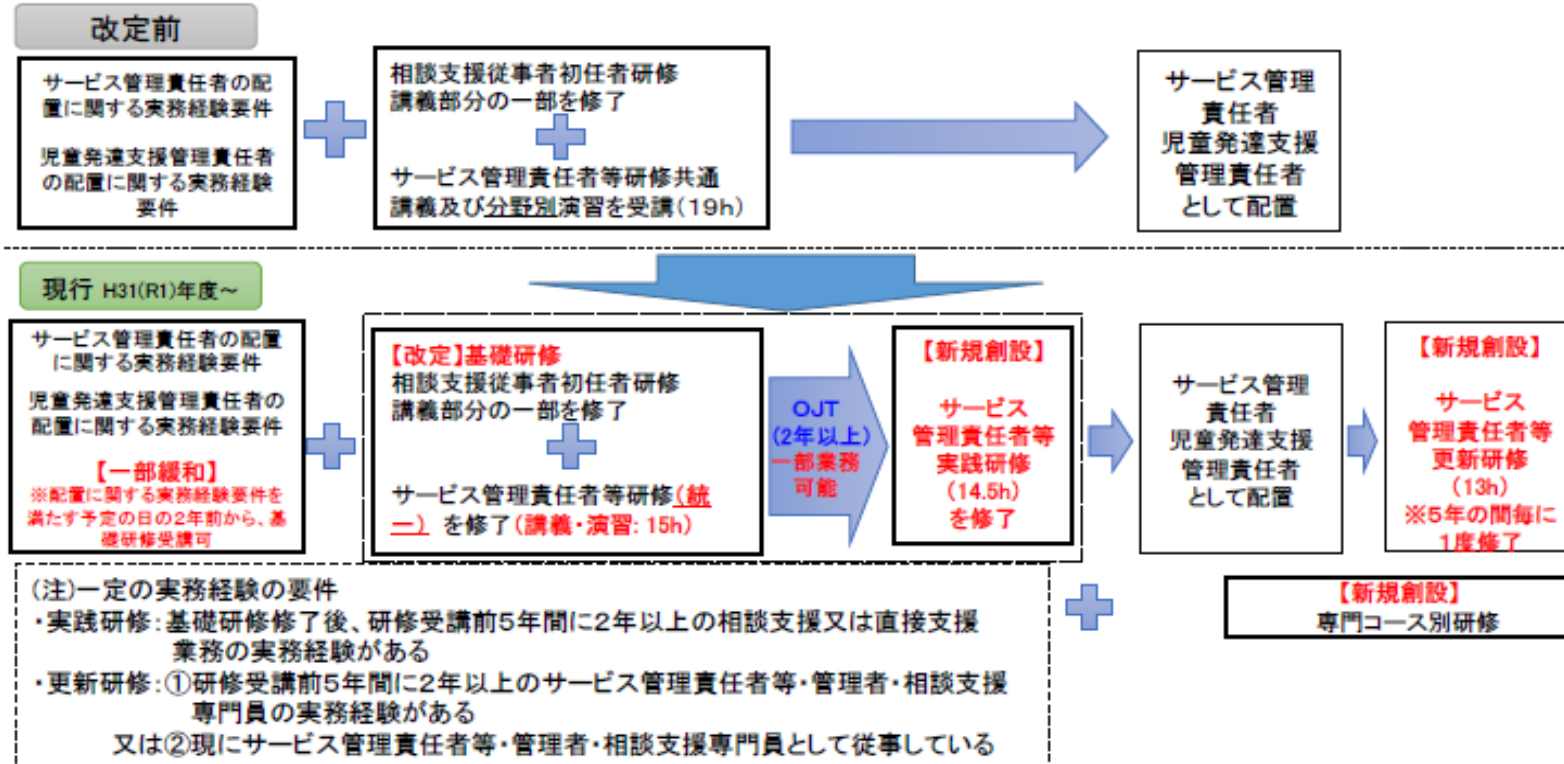 改定前
サービス管理責任者の配
置に関する実務経験要件
児童発達支援管理責任者
の配置に関する実務経験
要件
相談支援従事者初任者研修
講義部分の一部を修了
サービス管理責任者等研修共通
講義及び分野別演習を受講(19h)
サービス管理
責任者
児童発達支援
管理責任者
として配置
現行 H31(R1)年度～
サービス管理責任者の配置
に関する実務経験要件
児童発達支援管理責任者の
配置に関する実務経験要件
【一部緩和】
※配置に関する実務経験要件を
満たす予定の日の2年前から、基
礎研修受講可
【改定】基礎研修
相談支援従事者初任者研修
講義部分の一部を修了
サービス管理責任者等研修(統
一) を修了(講義・演習: 15h)
OJT
(2年以上)
一部業務
可能
【新規創設】
サービス
管理責任者等
実践研修
(14.5h)
を修了
サービス管理
責任者
児童発達支援
管理責任者
として配置
【新規創設】
サービス
管理責任者等
更新研修
(13h)
※5年の間毎に
1度修了
(注)一定の実務経験の要件
・実践研修：基礎研修修了後、研修受講前5年間に2年以上の相談支援又は直接支援
業務の実務経験がある
・更新研修：①研修受講前5年間に2年以上のサービス管理責任者等・管理者・相談支援
専門員の実務経験がある
又は②現にサービス管理責任者等・管理者・相談支援専門員として従事している
【新規創設】
専門コース別研修